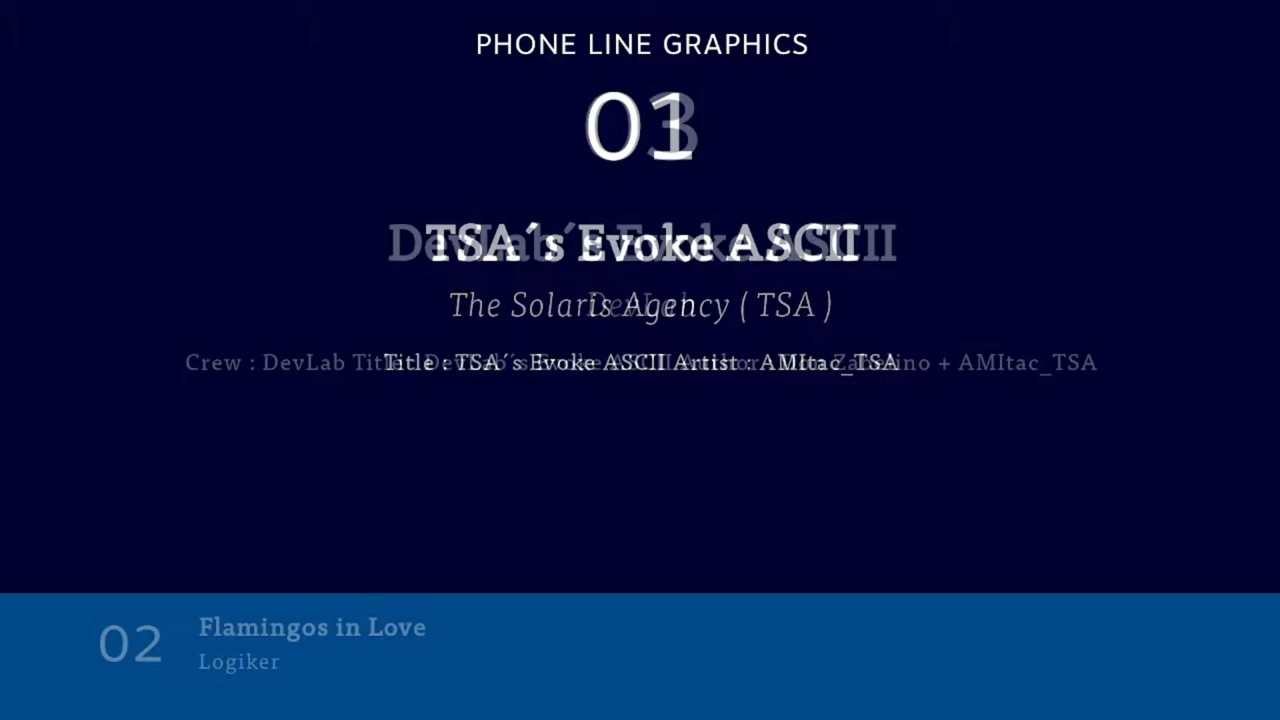 PHONE LINE GRAPHICS
01
TSA´s Evoke ASCII
The Solaris Agency ( TSA )
Title : TSA´s Evoke ASCII Artist : AMItac_TSA
02
Flamingos in Love
Logiker